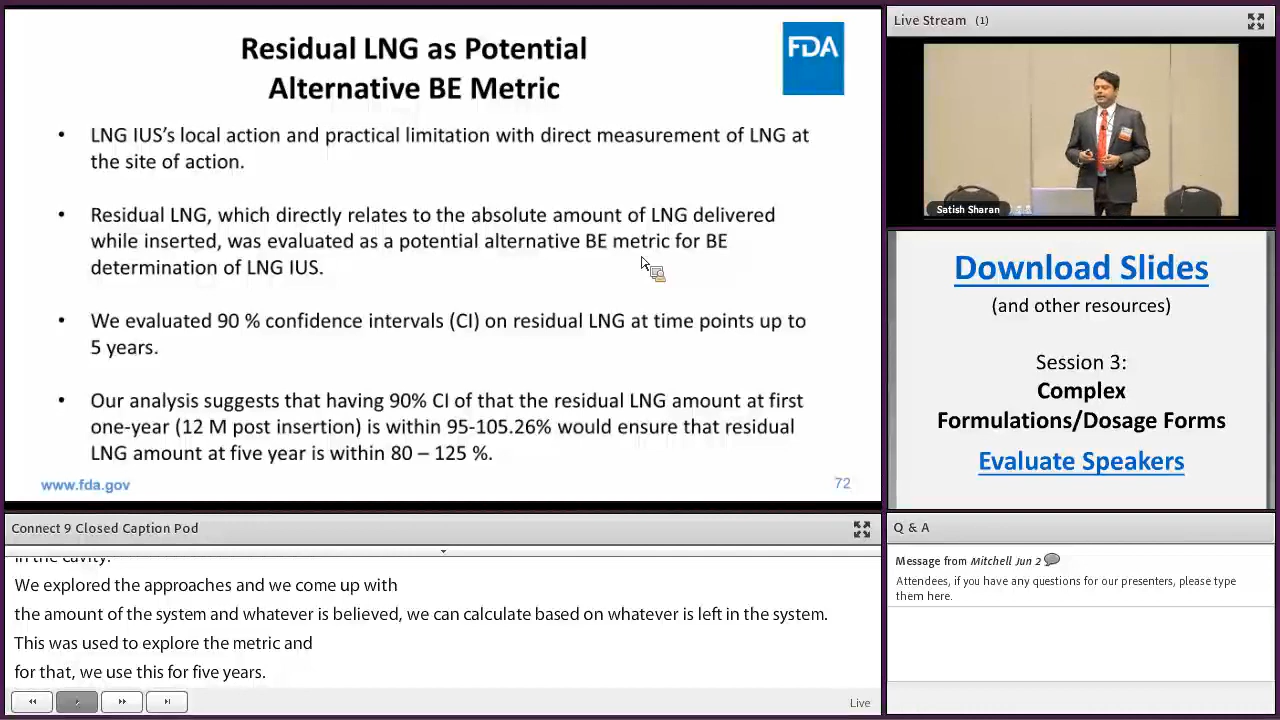 Residual LNG as Potential
Alternative BE Metric
FDA
• LNG IUS's local action and practical limitation with direct measurement of LNG at
the site of action.
• Residual LNG, which directly relates to the absolute amount of LNG delivered
while inserted, was evaluated as a potential alternative BE metric for BE
determination of LNG IUS.
• We evaluated 90 % confidence intervals (CI) on residual LNG at time points up to
5 years.
• Our analysis suggests that having 90% CI of that the residual LNG amount at first
one-year (12 M post insertion) is within 95-105.26% would ensure that residual
LNG amount at five year is within 80 – 125 %.
www.fda.gov
72
Connect 9 Closed Caption Pod
in the cavity.
We explored the approaches and we come up with
the amount of the system and whatever is believed, we can calculate based on whatever is left in the system.
This was used to explore the metric and
for that, we use this for five years.
Live
Live Stream (1)
Satish Sharan
Download Slides
(and other resources)
Session 3:
Complex
Formulations/Dosage Forms
Evaluate Speakers
Q & A
Message from Mitchell Jun 2
Attendees, if you have any questions for our presenters, please type
them here.